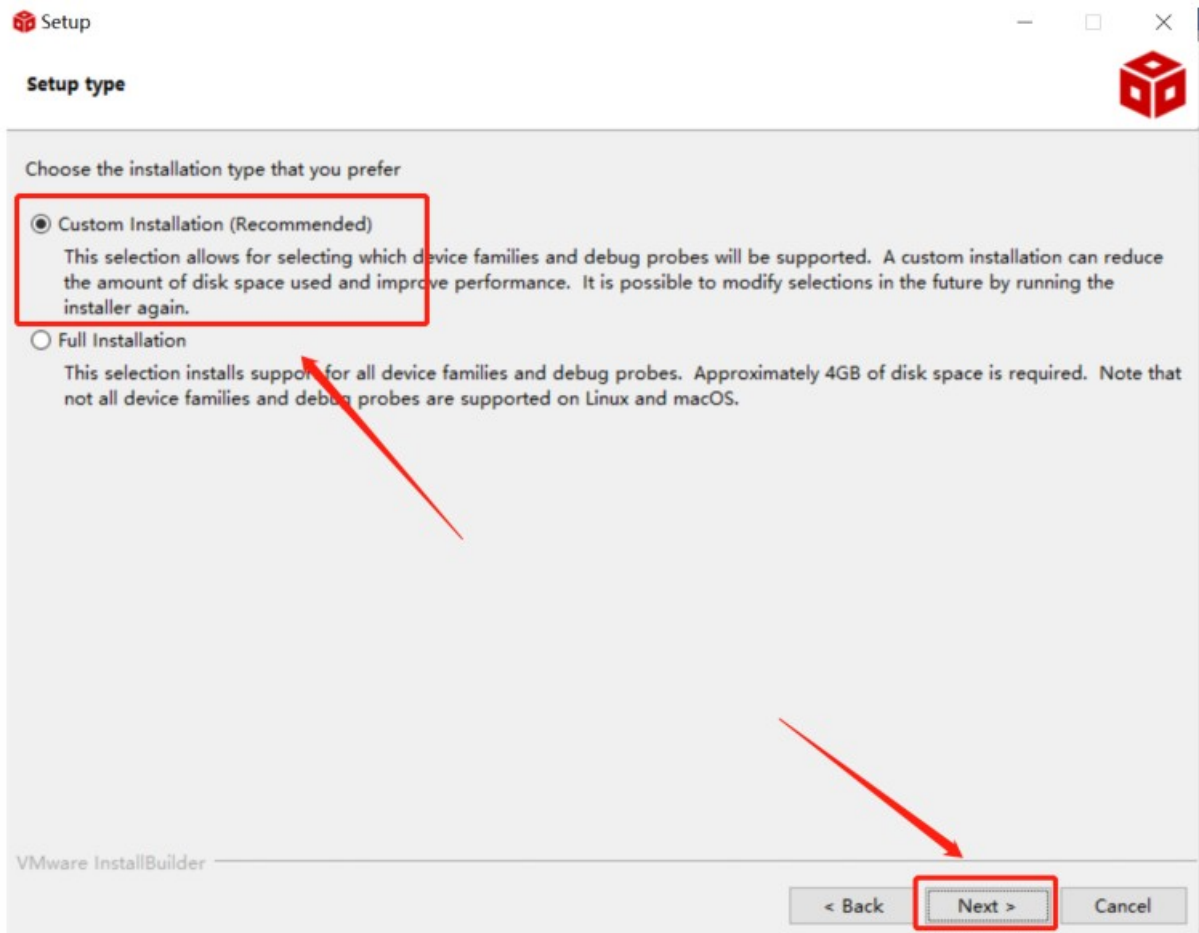 Setup
Setup type
Choose the installation type that you prefer
Custom Installation (Recommended)
This selection allows for selecting which device families and debug probes will be supported. A custom installation can reduce
the amount of disk space used and improve performance. It is possible to modify selections in the future by running the
installer again.
Full Installation
This selection installs support for all device families and debug probes. Approximately 4GB of disk space is required. Note that
not all device families and debug probes are supported on Linux and macOS.
VMware InstallBuilder
< Back Next > Cancel